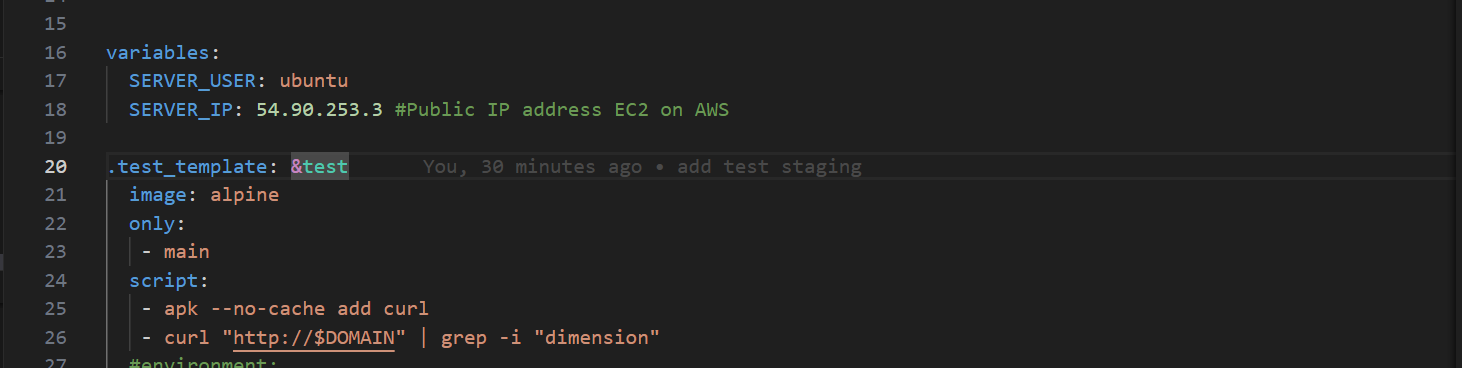 15
16 variables:
17 SERVER_USER: ubuntu
18 SERVER_IP: 54.90.253.3 #Public IP address EC2 on AWS
19
20 .test_template: &test You, 30 minutes ago • add test staging
21 image: alpine
22 only:
23 - main
24 script:
25 - apk --no-cache add curl
26 - curl "http://$DOMAIN" | grep -i "dimension"
27 #environment: